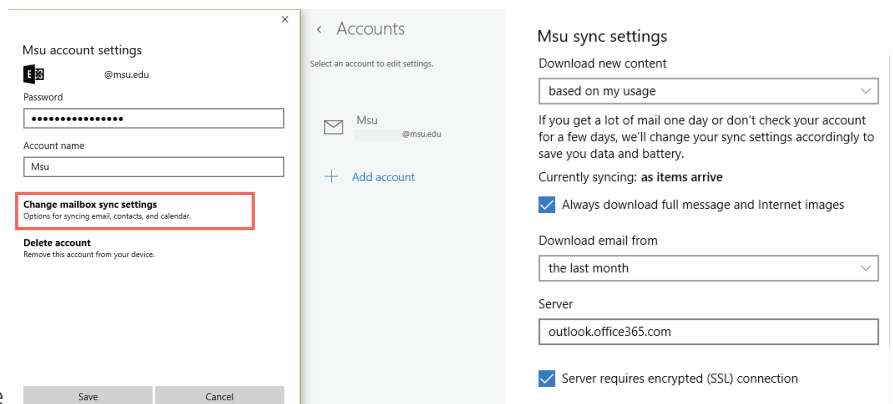 Msu account settings
@msu.edu
Password
••••••••••••••••
Account name
Msu
Change mailbox sync settings
Options for syncing email, contacts, and calendar.
Delete account
Remove this account from your device.
Save
Cancel
e
Accounts
Select an account to edit settings.
Msu
@msu.edu
Add account
Msu sync settings
Download new content
based on my usage
If you get a lot of mail one day or don't check your account
for a few days, we'll change your sync settings accordingly to
save you data and battery.
Currently syncing: as items arrive
Always download full message and Internet images
Download email from
the last month
Server
outlook.office365.com
Server requires encrypted (SSL) connection